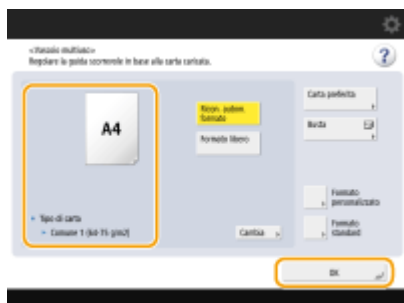 <Vassoio multiuso>
Regolare la guida scorrevole in base alla carta caricata.
?
A4
Ricon. autom.
formato
Formato libero
Carta preferita
Busta
Tipo di carta
Comune 1 (64-75 g/m2)
Cambia
Formato
personalizzato
Formato
standard
OK